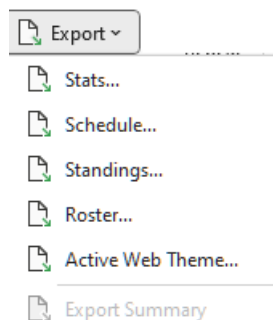 Export
Stats...
Schedule...
Standings...
Roster...
Active Web Theme...
Export Summary